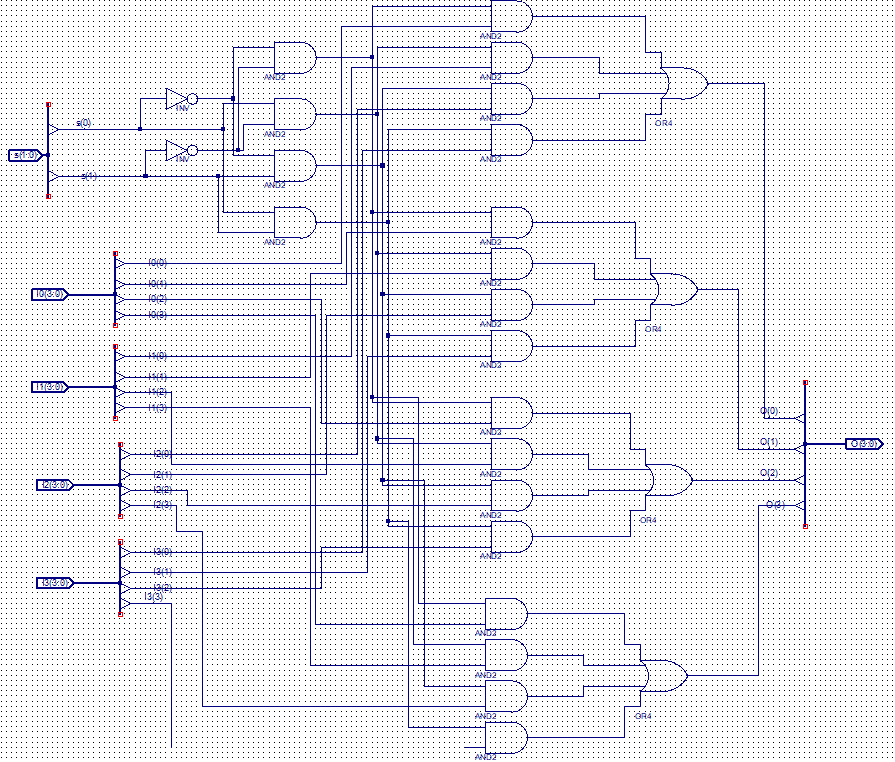 AND2
AND2
AND2
AND2
OR4
AND2
AND2
AND2
AND2
INV
INV
s(0)
s(1:0)
s(1)
AND2
AND2
AND2
AND2
OR4
I0(0)
I0(1)
I0(3:0)
I0(2)
I0(3)
I1(0)
I1(1)
I1(3:0)
I1(2)
I1(3)
AND2
AND2
AND2
AND2
OR4
O(0)
O(1)
O(3:0)
O(2)
O(3)
I2(0)
I2(1)
I2(3:0)
I2(2)
I2(3)
I3(0)
I3(1)
I3(3:0)
I3(2)
I3(3)
AND2
AND2
AND2
AND2
OR4